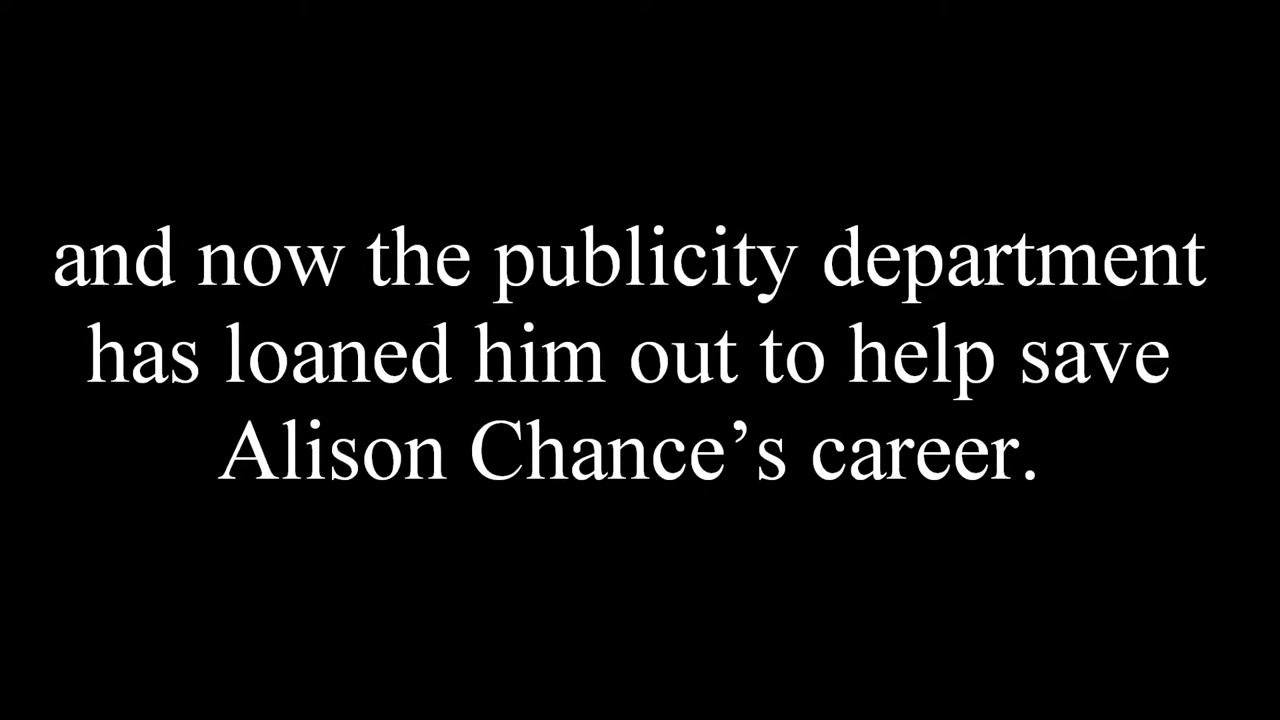 and now the publicity department
has loaned him out to help save
Alison Chance’s career.